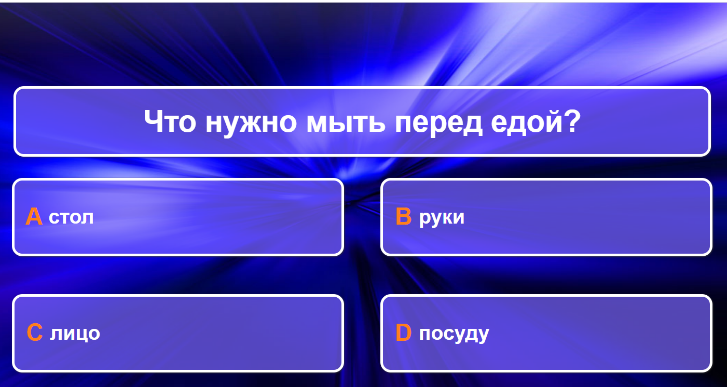 Что нужно мыть перед едой?
A стол
B руки
C лицо
D посуду